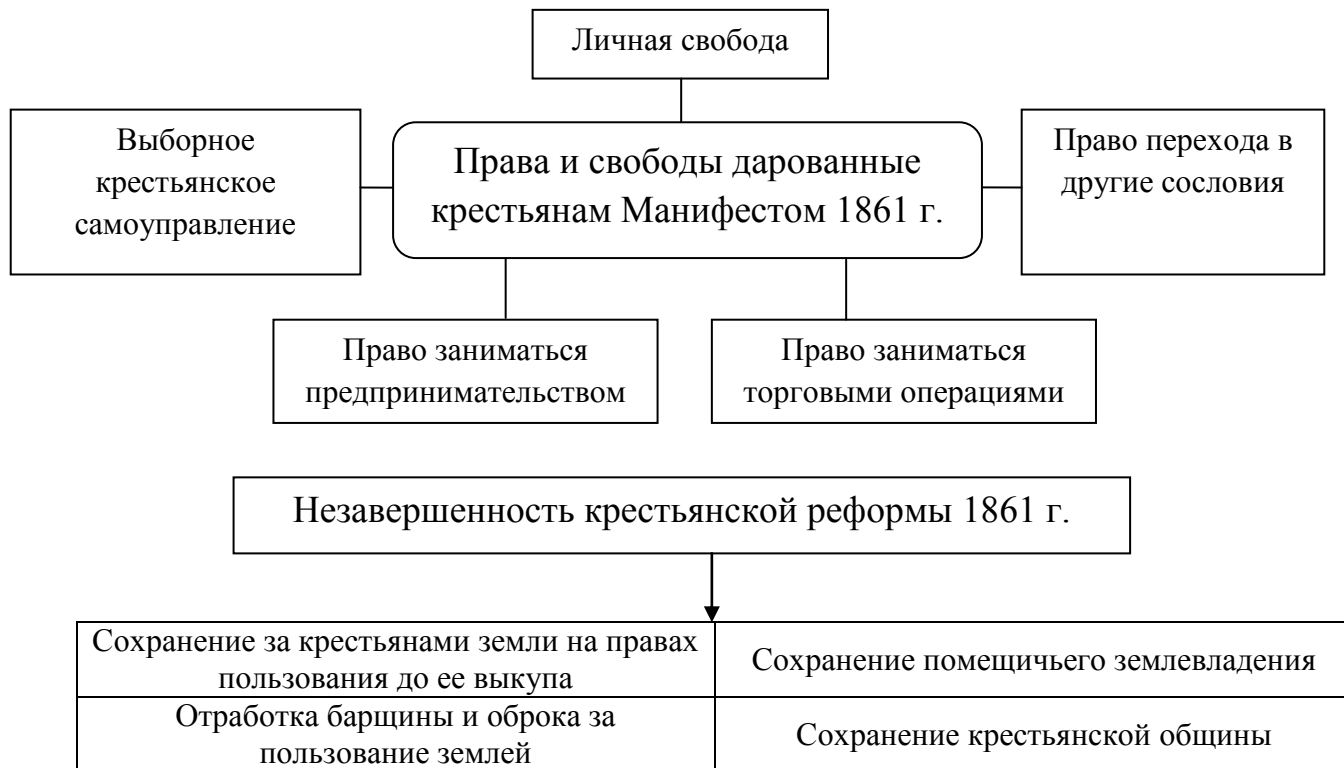 Личная свобода
Выборное
крестьянское
самоуправление
Права и свободы дарованные
крестьянам Манифестом 1861 г.
Право перехода в
другие сословия
Право заниматься
предпринимательством
Право заниматься
торговыми операциями
Незавершенность крестьянской реформы 1861 г.
Сохранение за крестьянами земли на правах
пользования до ее выкупа
Сохранение помещичьего землевладения
Отработка барщины и оброка за
пользование землей
Сохранение крестьянской общины